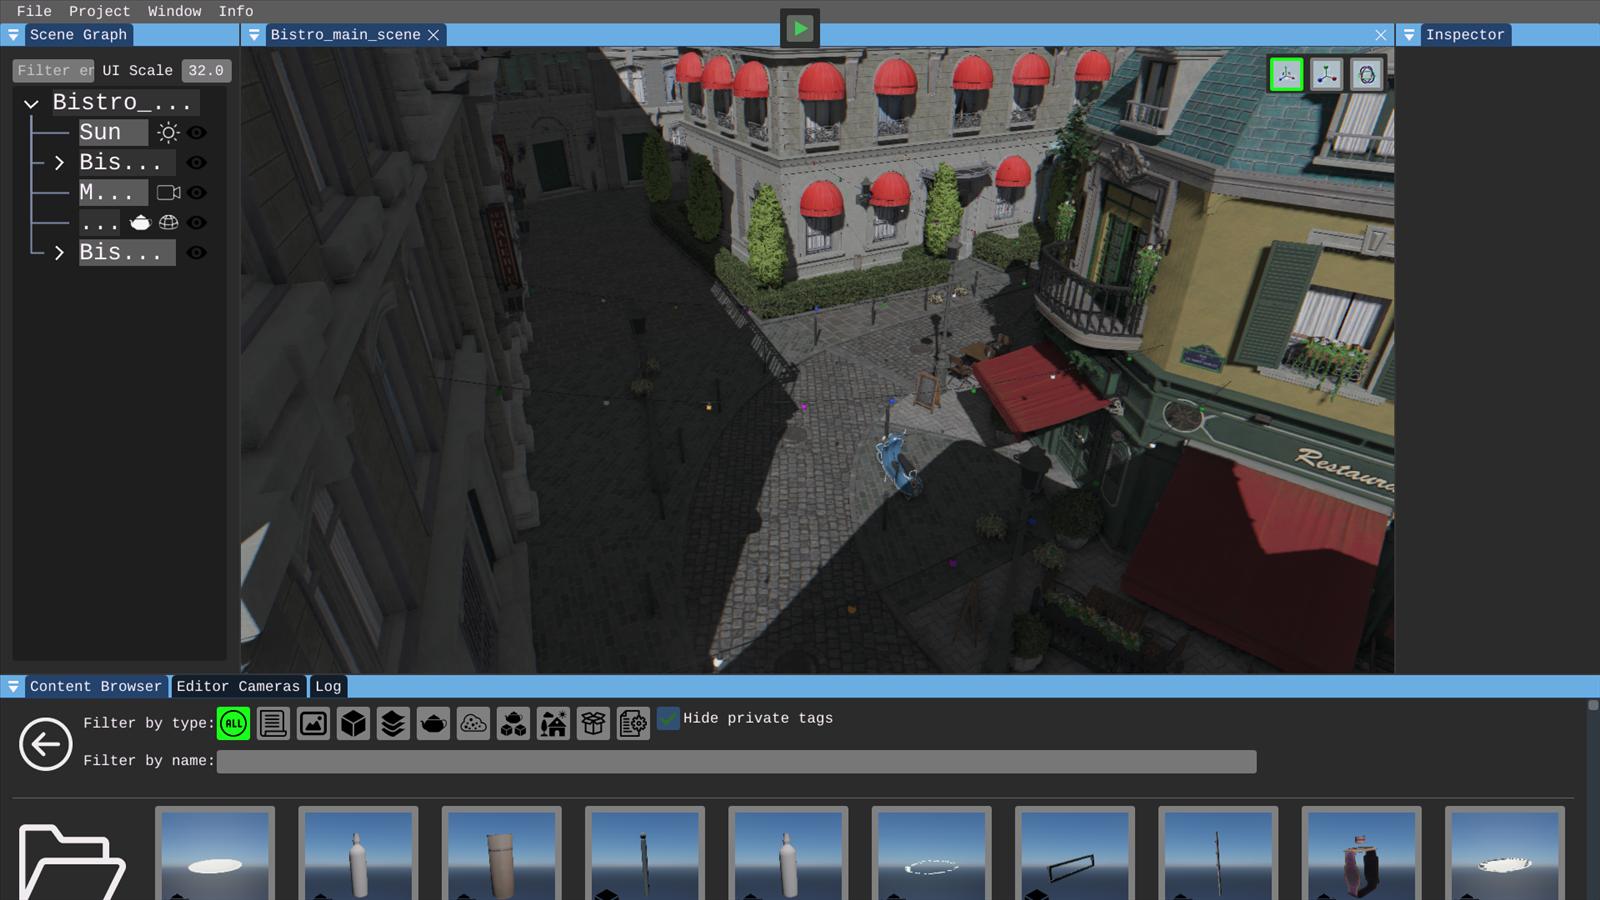 File Project Window Info
Scene Graph
Bistro_main_scene
Inspector
Filter er UI Scale 32.0
Bistro_...
Sun
Bis...
M...
...
Bis...
Restaura
Content Browser Editor Cameras Log
Filter by type: ALL Hide private tags
Filter by name: